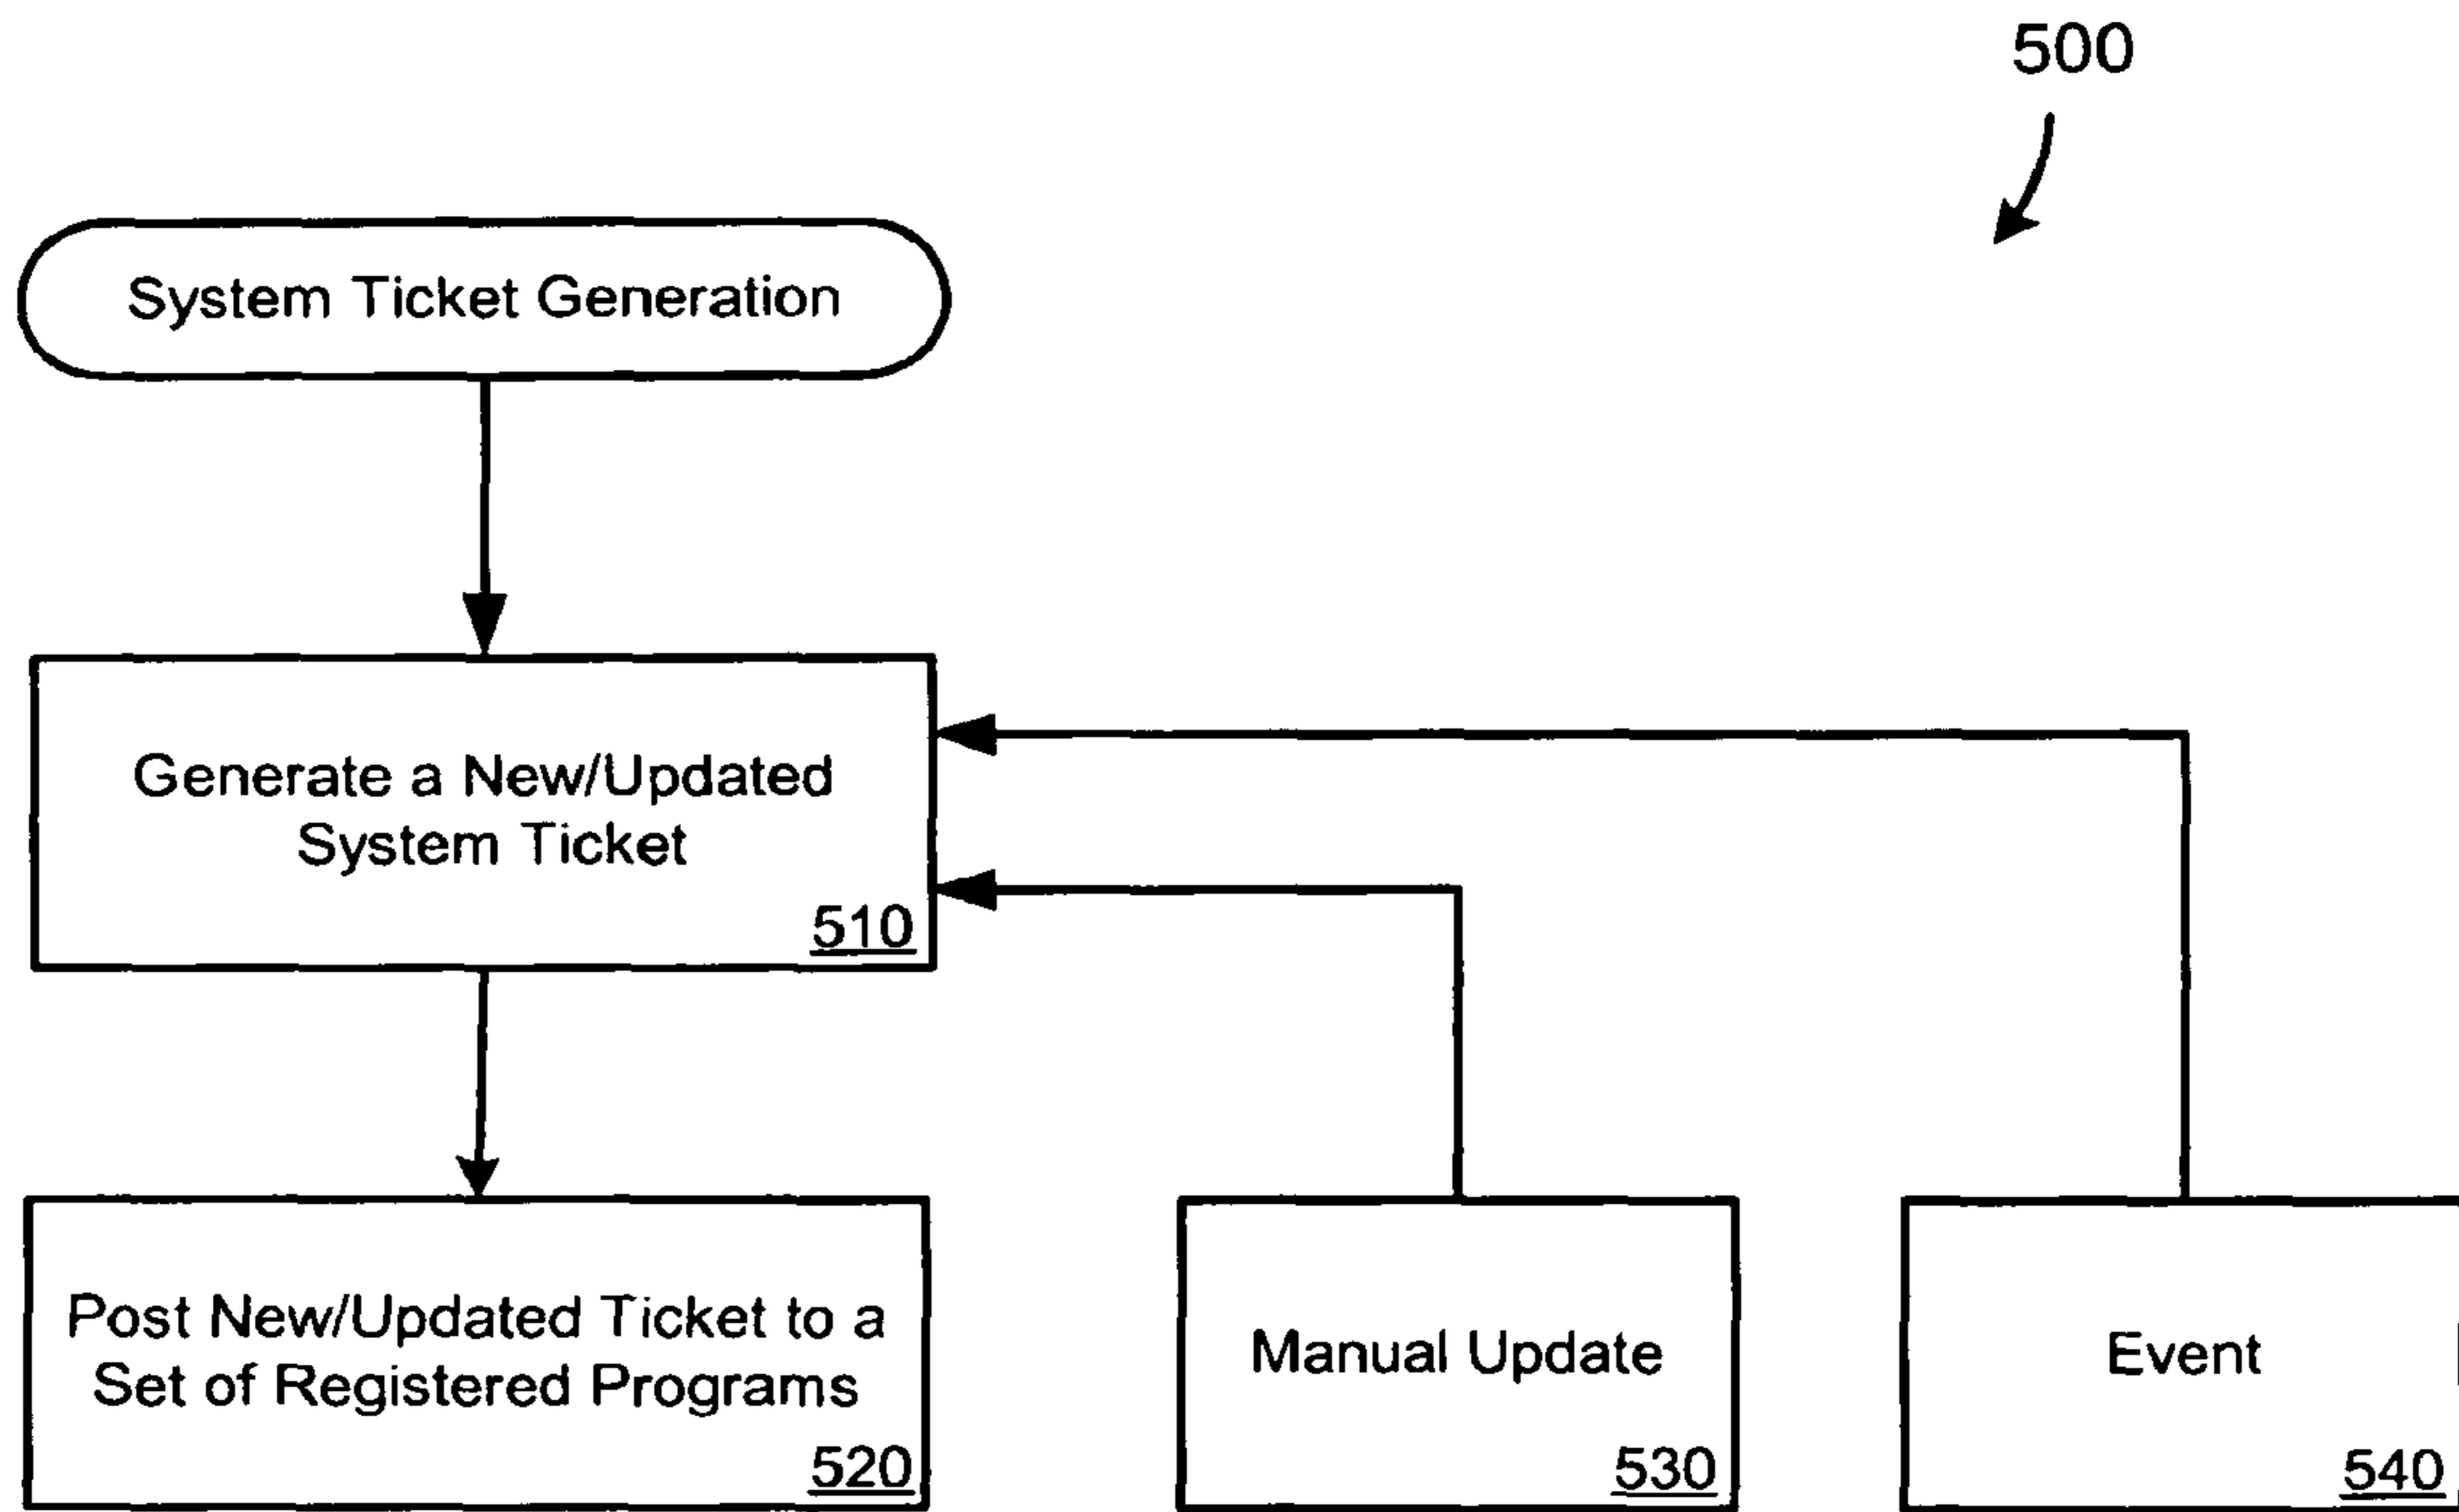 500
System Ticket Generation
Generate a New/Updated
System Ticket
510
Post New/Updated Ticket to a
Set of Registered Programs
520
Manual Update
530
Event
540